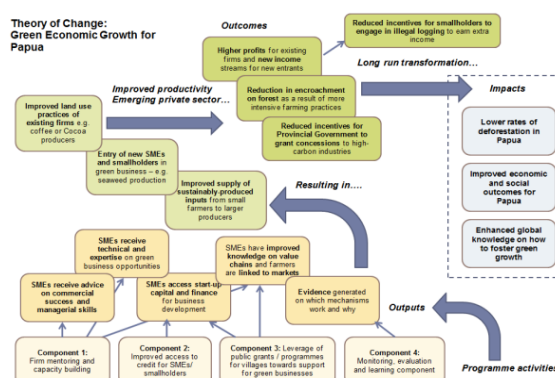 Theory of Change:
Green Economic Growth for
Papua
Outcomes
Reduced incentives for smallholders to
engage in illegal logging to earn extra
income
Higher profits for existing
firms and new income
streams for new entrants
Long run transformation…
Improved productivity
Emerging private sector…
Reduction in encroachment
on forest as a result of more
intensive farming practices
Impacts
Improved land use
practices of
existing firms e.g.
coffee or Cocoa
producers
Reduced incentives for
Provincial Government to
grant concessions to high-
carbon industries
Lower rates of
deforestation in
Papua
Entry of new SMEs
and smallholders in
green business – e.g.
seaweed production
Improved supply of
sustainably-produced
inputs from small
farmers to larger
producers
Resulting in….
Improved economic
and social
outcomes for
Papua
Enhanced global
knowledge on how
to foster green
growth
SMEs receive
technical and
expertise on green
business opportunities
SMEs have improved
knowledge on value
chains and farmers
are linked to markets
SMEs receive advice
on commercial
success and
managerial skills
SMEs access start-up
capital and finance
for business
development
Evidence generated
on which mechanisms
work and why
Outputs
Component 1:
Firm mentoring and
capacity building
Component 2:
Improved access to
credit for SMEs/
smallholders
Component 3: Leverage of
public grants / programmes
for villages towards support
for green businesses
Component 4:
Monitoring, evaluation
and learning component
Programme activities